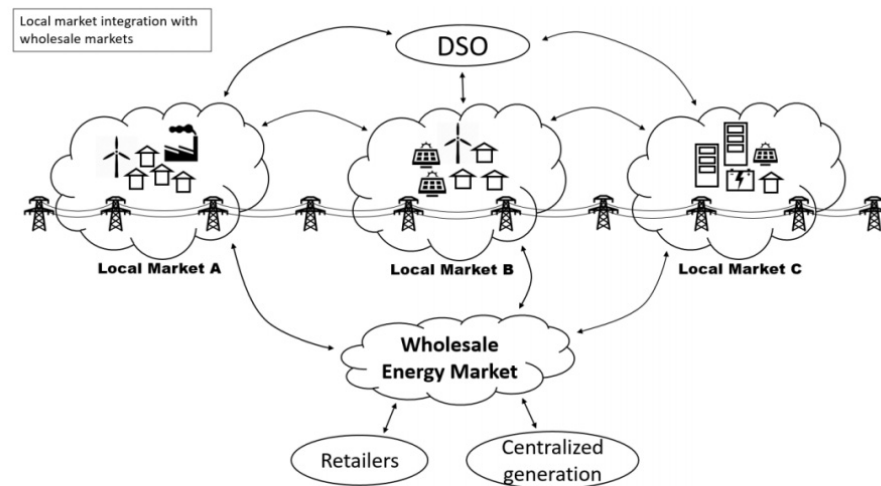 Local market integration with
wholesale markets
DSO
Local Market A
Local Market B
Local Market C
Wholesale
Energy Market
Retailers
Centralized
generation